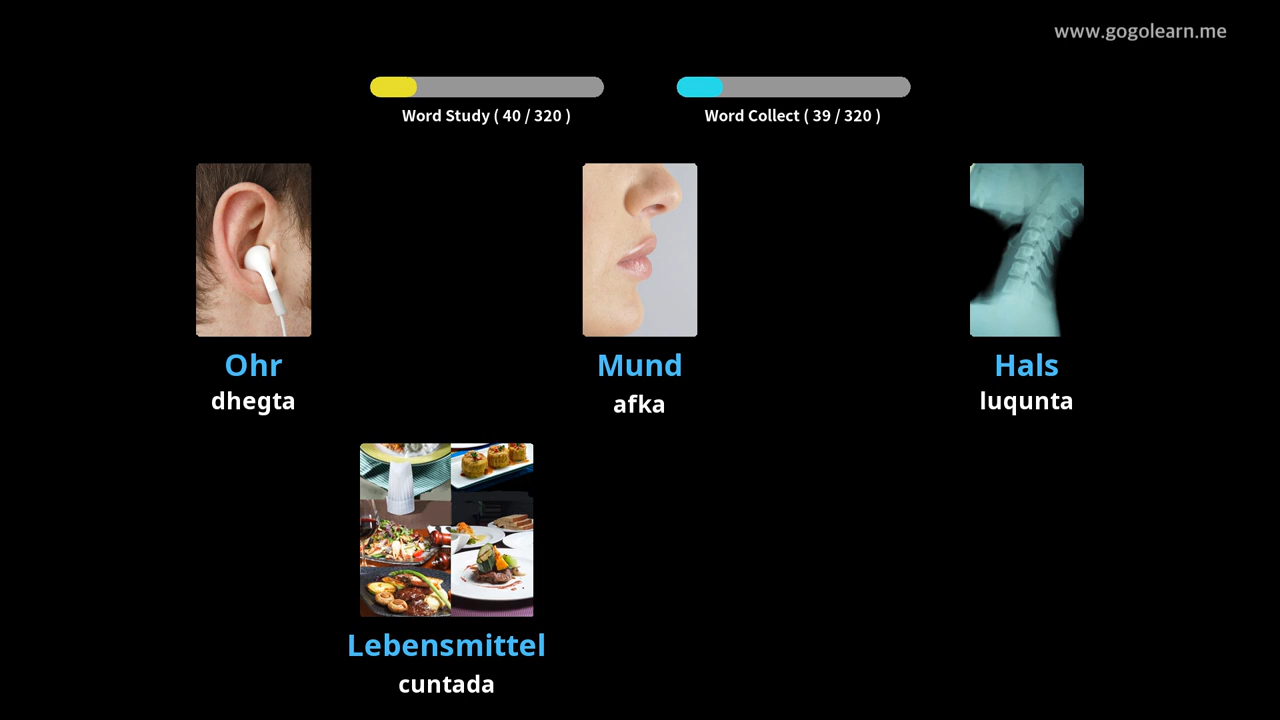 www.gogolearn.me
Word Study ( 40 / 320 )
Word Collect ( 39 / 320 )
Ohr
dhegta
Mund
afka
Hals
luqunta
Lebensmittel
cuntada